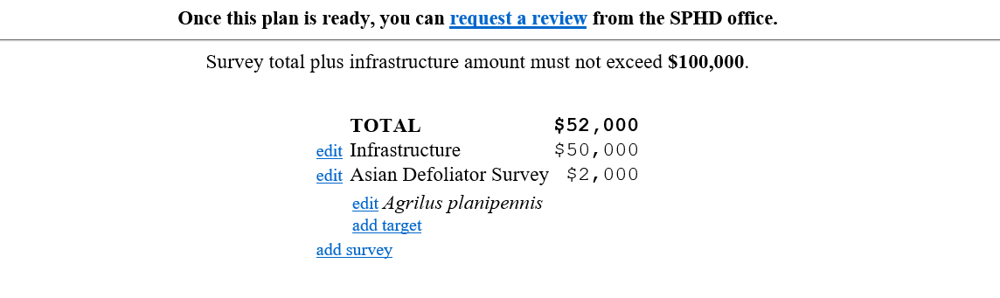 Once this plan is ready, you can request a review from the SPHD office.
Survey total plus infrastructure amount must not exceed $100,000.
TOTAL $52,000
edit Infrastructure $50,000
edit Asian Defoliator Survey $2,000
edit Agrilus planipennis
add target
add survey